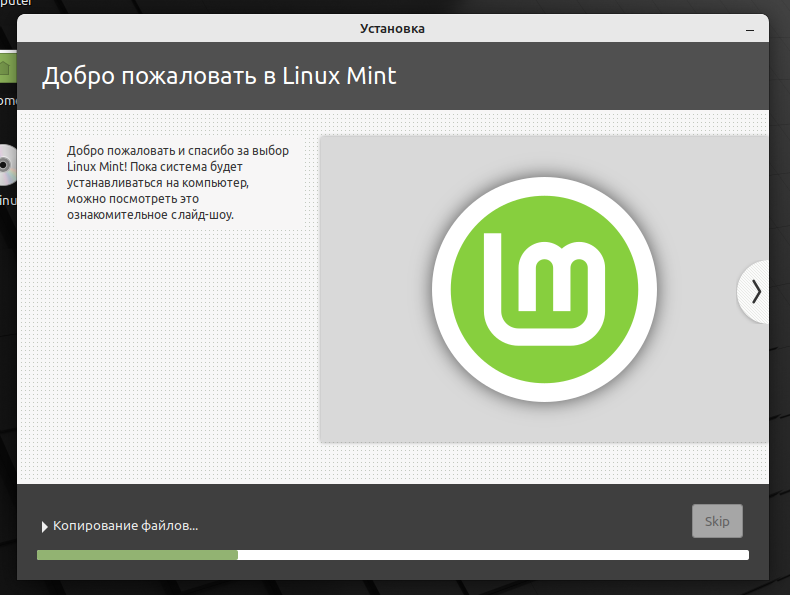 puter
Установка
Добро пожаловать в Linux Mint
ome
Добро пожаловать и спасибо за выбор
Linux Mint! Пока система будет
устанавливаться на компьютер,
можно посмотреть это
ознакомительное слайд-шоу.
inu
Копирование файлов...
Skip